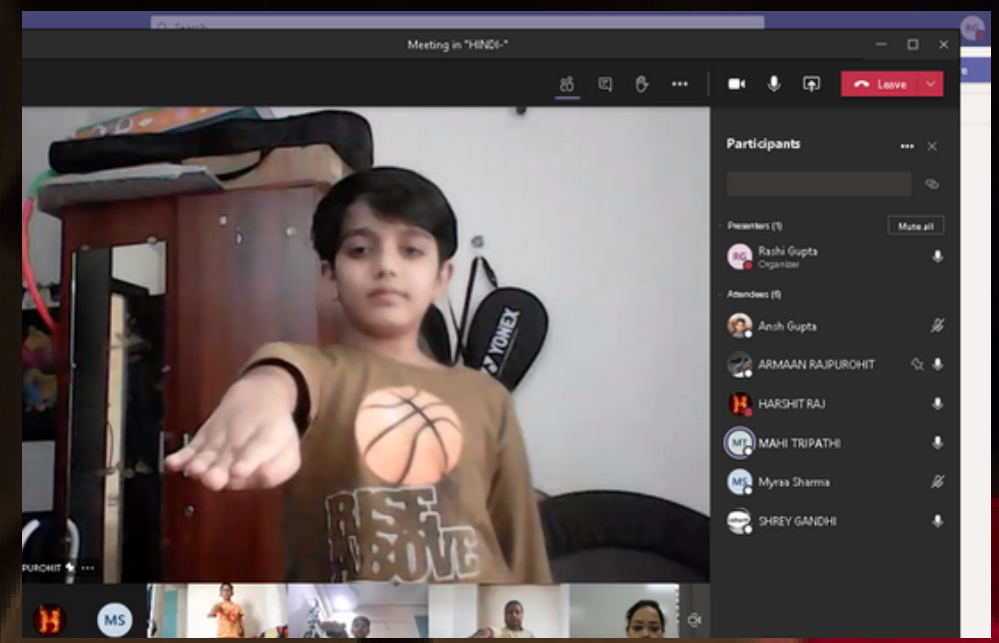 Search
RG
Meeting in "HINDI-"
Leave
Participants
Presenters (1)
Mute all
RG
Rashi Gupta
Organizer
Attendees (6)
Ansh Gupta
ARMAAN RAJPUROHIT
HARSHIT RAJ
MT
MAHI TRIPATHI
MS
Myraa Sharma
SHREY GANDHI
YONEX
RISE
ABOVE
PUROHIT
MS